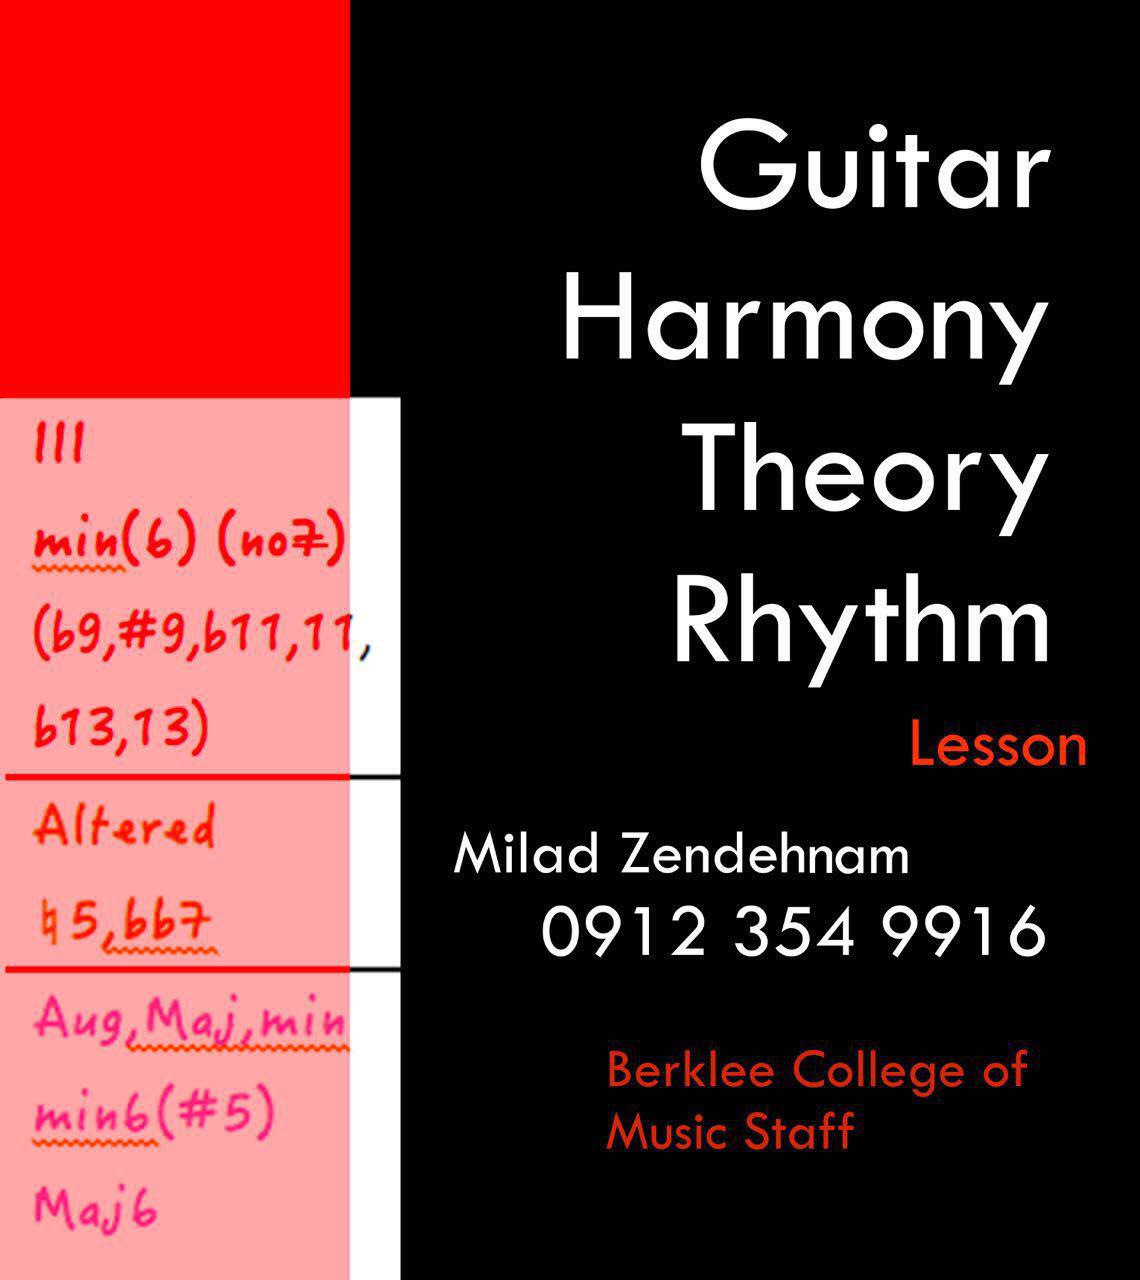 Guitar
Harmony
Theory
Rhythm
Lesson
Milad Zendehnam
0912 354 9916
Berklee College of
Music Staff
III
min(6) (no7)
(b9,#9,b11,11,
b13,13)
Altered
♮5,bb7
Aug,Maj,min
min6(#5)
Maj6